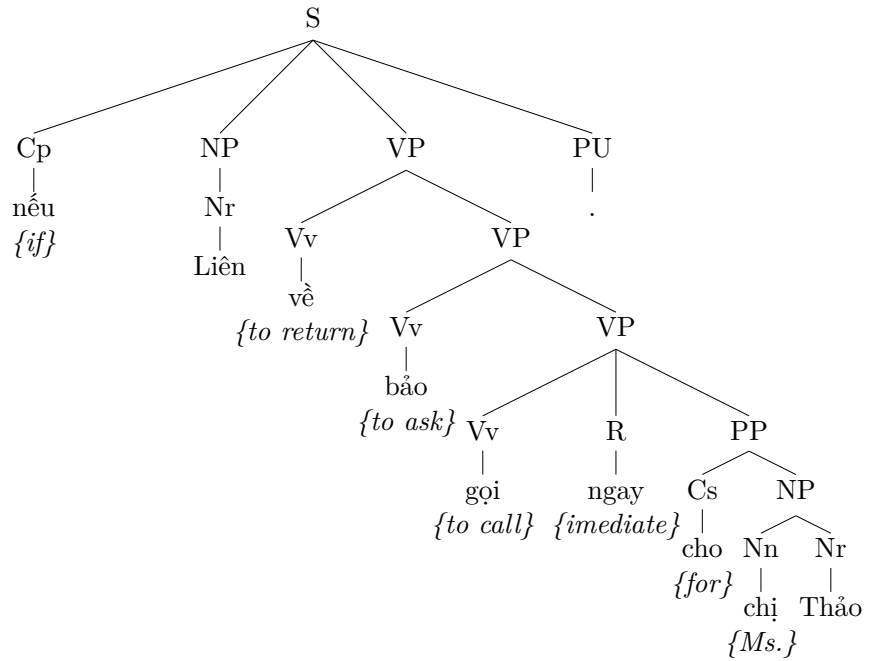 S
Cp NP VP PU
nếu Nr .
{if} Vv VP
Liên
về
{to return} Vv VP
bảo
{to ask} Vv R PP
gọi ngay Cs NP
{to call} {imediate}
cho Nn Nr
{for}
chị Thảo
{Ms.}